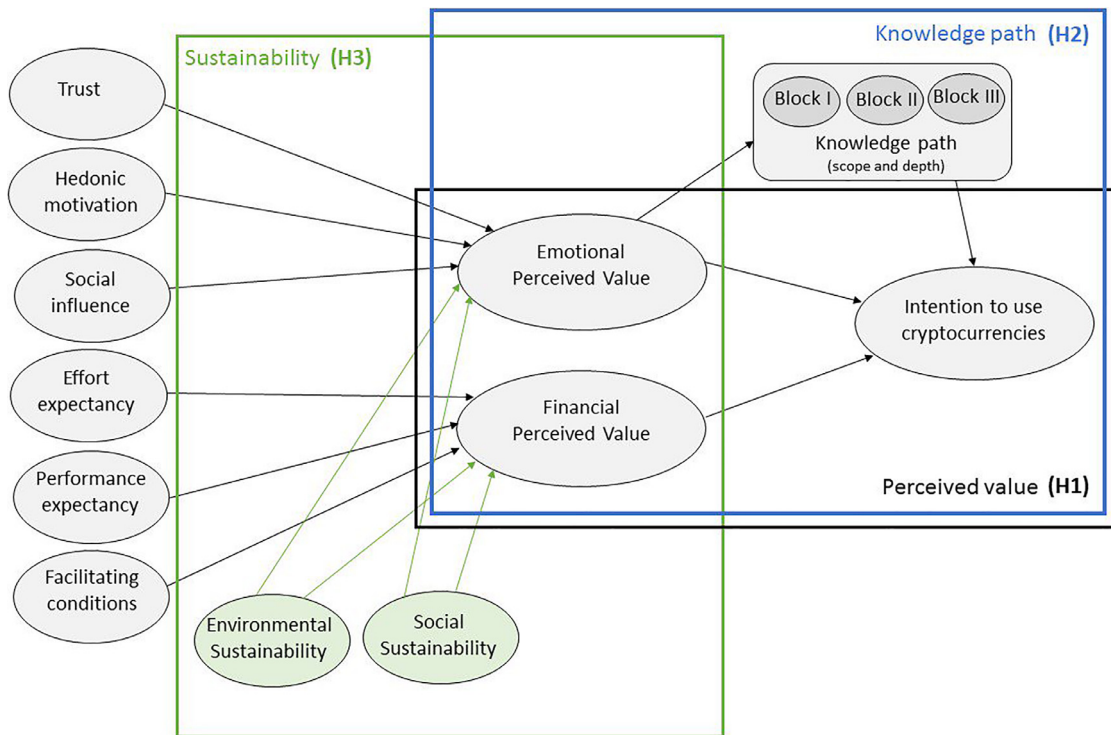 Sustainability (H3)
Knowledge path (H2)
Trust
Block I
Block II
Block III
Knowledge path
(scope and depth)
Hedonic
motivation
Emotional
Perceived Value
Social
influence
Intention to use
cryptocurrencies
Effort
expectancy
Financial
Perceived Value
Performance
expectancy
Perceived value (H1)
Facilitating
conditions
Environmental
Sustainability
Social
Sustainability